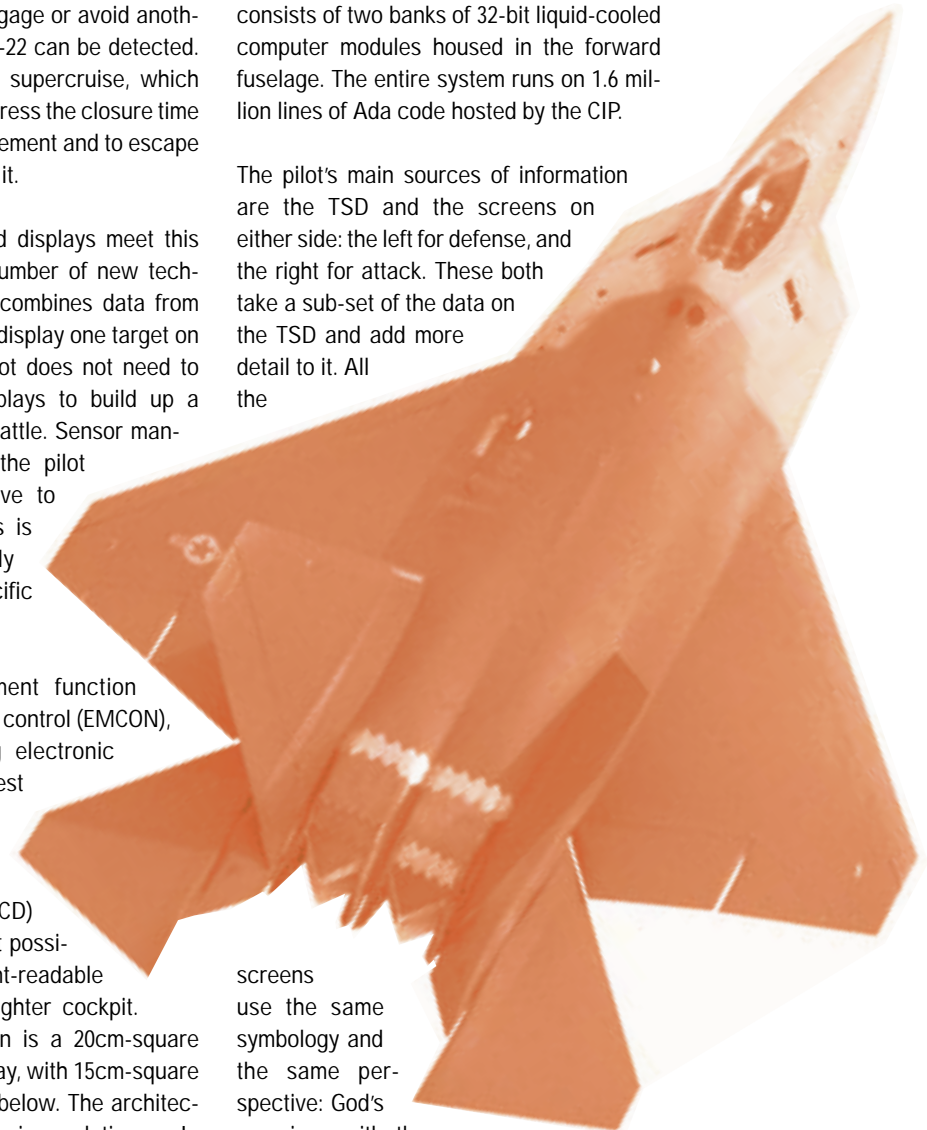 gage or avoid anoth-
-22 can be detected.
supercruise, which
press the closure time
ement and to escape
it.
d displays meet this
umber of new tech-
combines data from
display one target on
ot does not need to
plays to build up a
attle. Sensor man-
the pilot
ve to
s is
ly
cific
ment function
control (EMCON),
g electronic
est
CD)
t possi-
nt-readable
ghter cockpit.
n is a 20cm-square
ay, with 15cm-square
below. The architec-
consists of two banks of 32-bit liquid-cooled
computer modules housed in the forward
fuselage. The entire system runs on 1.6 mil-
lion lines of Ada code hosted by the CIP.
The pilot's main sources of information
are the TSD and the screens on
either side: the left for defense, and
the right for attack. These both
take a sub-set of the data on
the TSD and add more
detail to it. All
the
screens
use the same
symbology and
the same per-
spective: God's